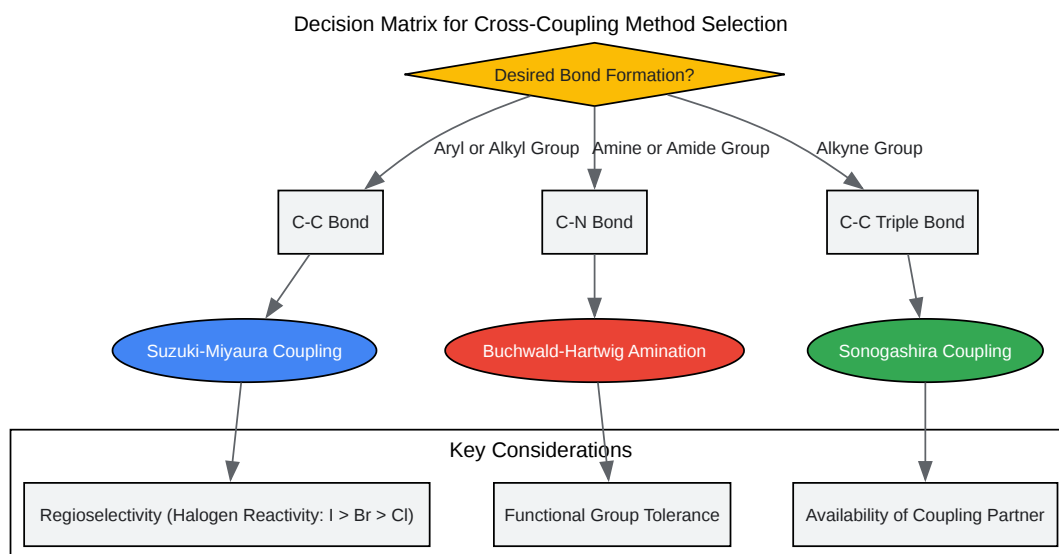 Decision Matrix for Cross-Coupling Method Selection
Desired Bond Formation?
Aryl or Alkyl Group
Amine or Amide Group
Alkyne Group
C-C Bond
C-N Bond
C-C Triple Bond
Suzuki-Miyaura Coupling
Buchwald-Hartwig Amination
Sonogashira Coupling
Key Considerations
Regioselectivity (Halogen Reactivity: I > Br > Cl)
Functional Group Tolerance
Availability of Coupling Partner